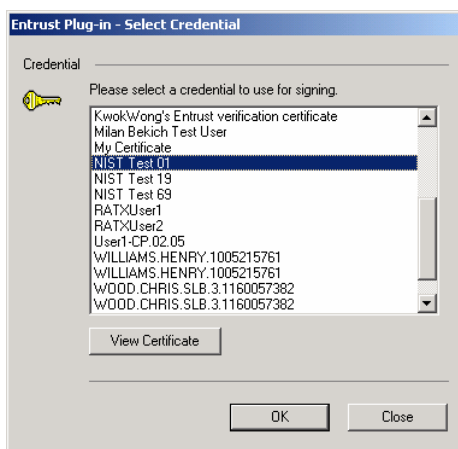 Entrust Plug-in - Select Credential
Credential
Please select a credential to use for signing.
KwokWong's Entrust verification certificate
Milan Bekich Test User
My Certificate
NIST Test 01
NIST Test 19
NIST Test 69
RATXUser1
RATXUser2
User1-CP.02.05
WILLIAMS.HENRY.1005215761
WILLIAMS.HENRY.1005215761
WOOD.CHRIS.SLB.3.1160057382
WOOD.CHRIS.SLB.3.1160057382
View Certificate
OK
Close